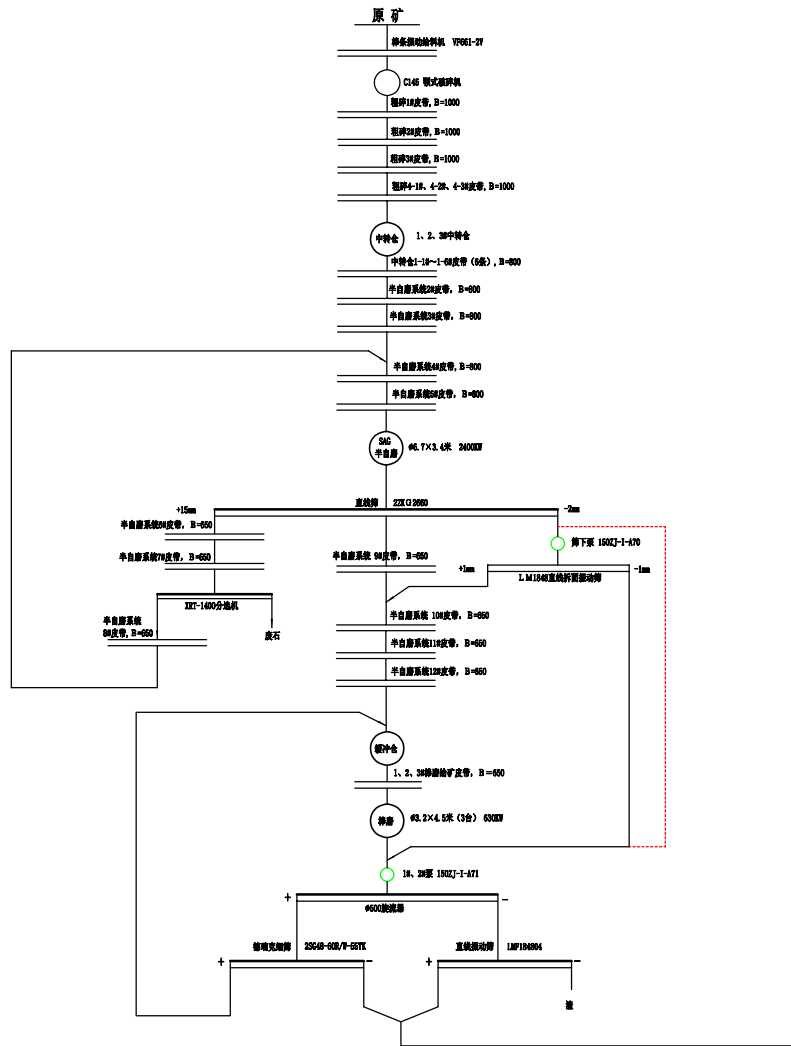 原 矿
棒条振动给料机 VF661-2V
C145 颚式破碎机
粗碎1#皮带,B=1000
粗碎2#皮带,B=1000
粗碎3#皮带,B=1000
粗碎4-1#、4-2#、4-3#皮带,B=1000
中转仓
1、2、3#中转仓
中转仓1-1#～1-6#皮带（6条）,B=800
半自磨系统2#皮带，B=800
半自磨系统3#皮带，B=800
半自磨系统4#皮带,B=800
半自磨系统5#皮带，B=800
SAG
半自磨
φ6.7×3.4米 2400KW
直线筛 2ZKG2660
+15mm
-2mm
半自磨系统6#皮带，B=650
半自磨系统7#皮带，B=650
半自磨系统 9#皮带，B=650
筛下泵 150ZJ-I-A70
+1mm
-1mm
LM1848直线拆面振动筛
XRT-1400分选机
半自磨系统
8#皮带,B=650
废石
半自磨系统 10#皮带，B=650
半自磨系统11#皮带，B=650
半自磨系统12#皮带，B=650
缓冲仓
1、2、3#棒磨给矿皮带，B=650
棒磨
φ3.2×4.5米（3台）630KW
1#、2#泵 150ZJ-I-A71
+
-
φ500旋流器
德瑞克细筛 2SG48-60R/W-5STK
直线振动筛 LMF184864
+
-
+
-
渣